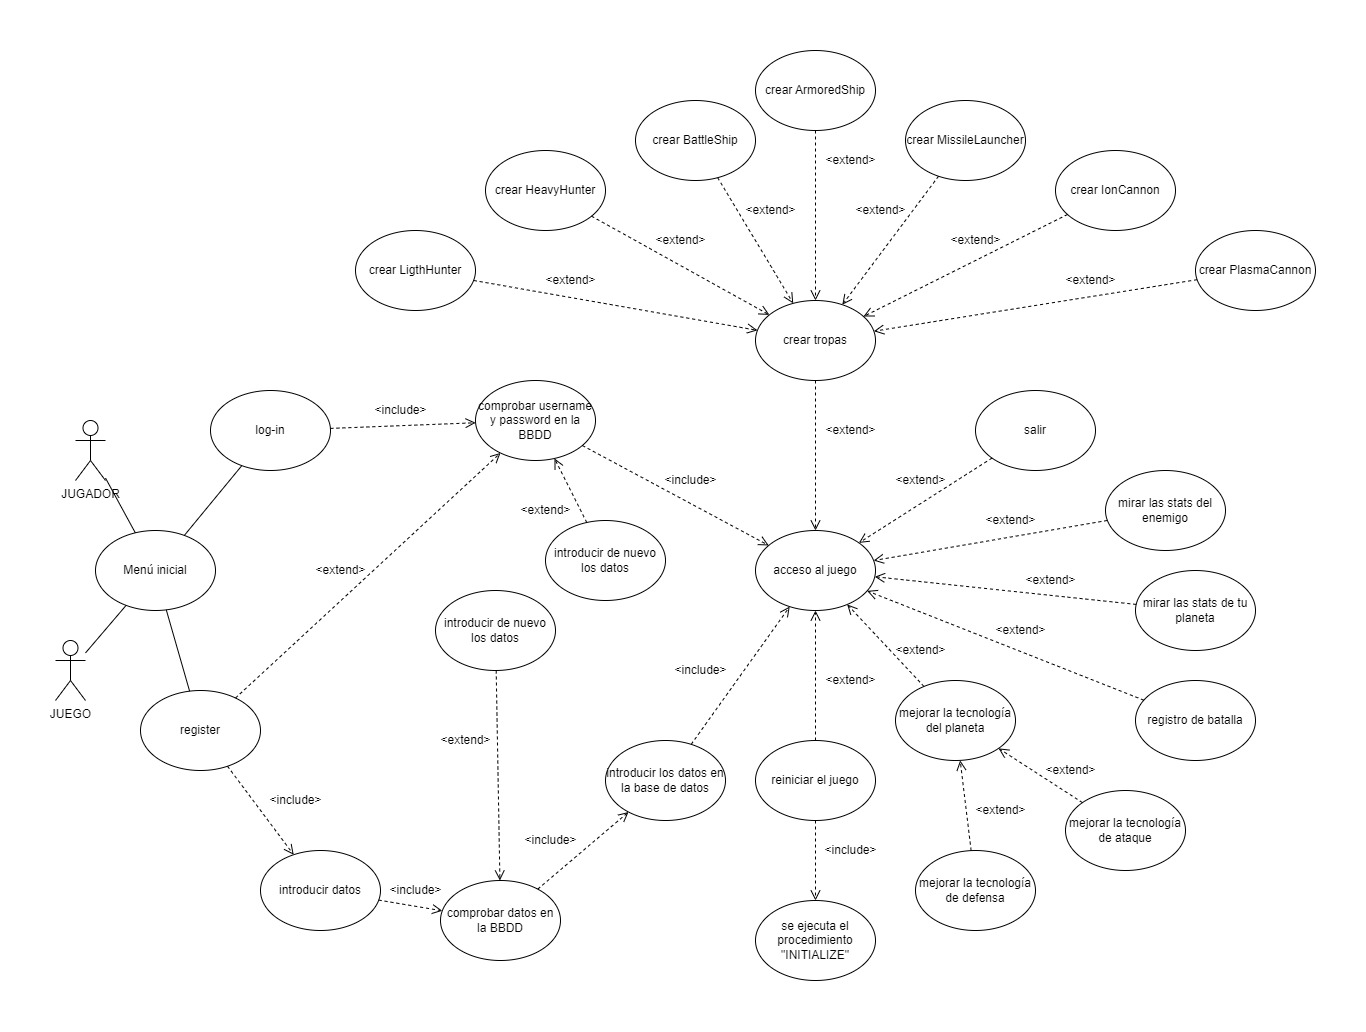 crear ArmoredShip
crear BattleShip
crear MissileLauncher
<extend>
crear HeavyHunter
crear IonCannon
<extend>
<extend>
<extend>
<extend>
crear LigthHunter
crear PlasmaCannon
<extend>
<extend>
crear tropas
comprobar username
y password en la
BBDD
<include>
log-in
<extend>
salir
JUGADOR
<include>
<extend>
mirar las stats del
enemigo
<extend>
<extend>
introducir de nuevo
los datos
Menú inicial
<extend>
acceso al juego
<extend>
mirar las stats de tu
planeta
introducir de nuevo
los datos
<extend>
<extend>
<include>
<extend>
JUEGO
mejorar la tecnología
del planeta
registro de batalla
register
<extend>
<extend>
introducir los datos en
la base de datos
reiniciar el juego
<include>
<extend>
<include>
<include>
<extend>
mejorar la tecnología
de ataque
introducir datos
<include>
mejorar la tecnología
de defensa
comprobar datos en
la BBDD
se ejecuta el
procedimiento
"INITIALIZE"